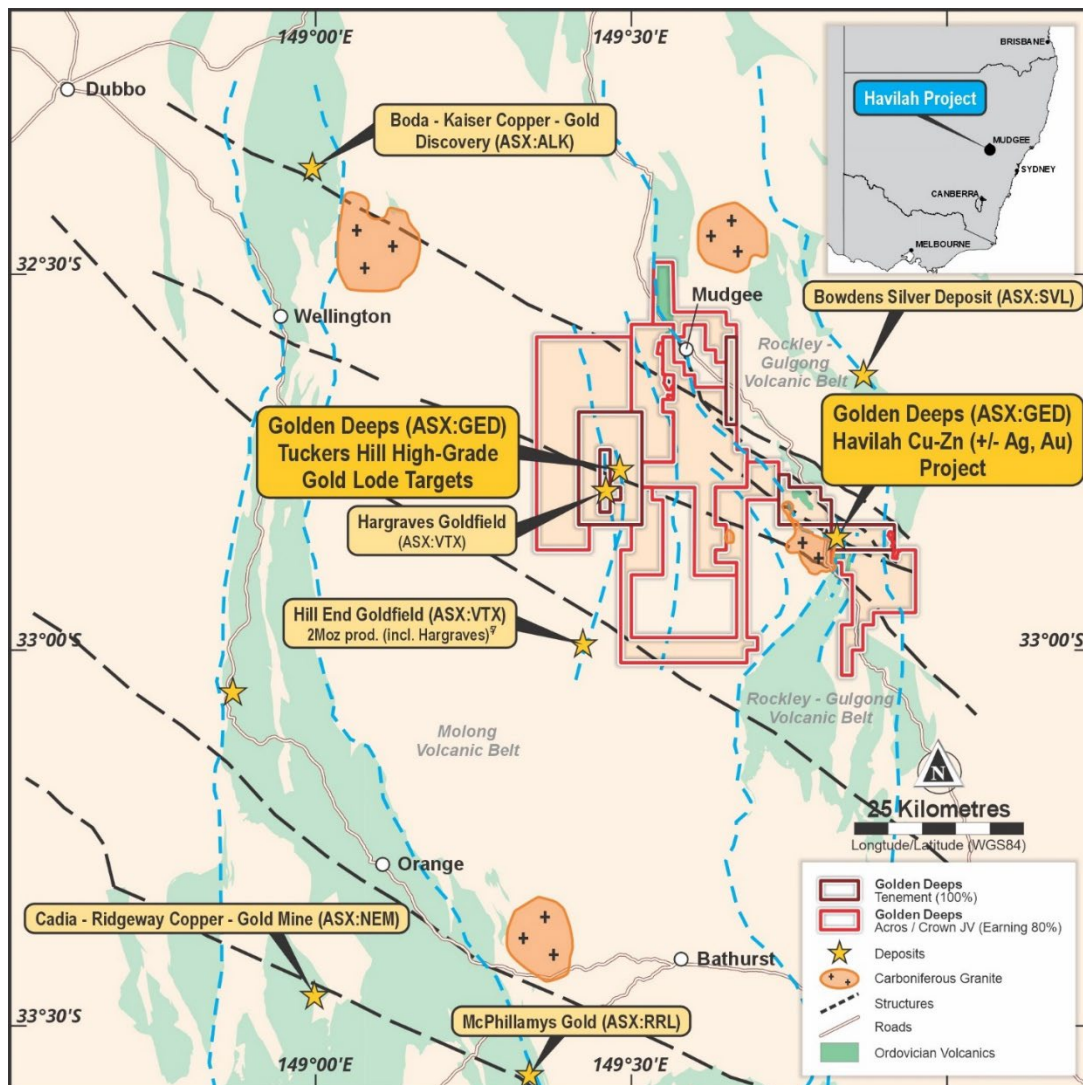 149°00'E
149°30'E
BRISBANE
Dubbo
Havilah Project
Boda - Kaiser Copper - Gold
Discovery (ASX:ALK)
MUDGEE
SYDNEY
CANBERRA
MELBOURNE
32°30'S
Mudgee
Bowdens Silver Deposit (ASX:SVL)
Wellington
Rockley -
Gulgong
Volcanic Belt
Golden Deeps (ASX:GED)
Tuckers Hill High-Grade
Gold Lode Targets
Golden Deeps (ASX:GED)
Havilah Cu-Zn (+/- Ag, Au)
Project
Hargraves Goldfield
(ASX:VTX)
Hill End Goldfield (ASX:VTX)
2Moz prod. (incl. Hargraves)
33°00'S
33°00'S
Rockley - Gulgong
Volcanic Belt
Molong
Volcanic Belt
N
25 Kilometres
Longtude/Latitude (WGS84)
Orange
Golden Deeps
Tenement (100%)
Golden Deeps
Acros / Crown JV (Earning 80%)
Deposits
Carboniferous Granite
Structures
Roads
Ordovician Volcanics
Cadia - Ridgeway Copper - Gold Mine (ASX:NEM)
Bathurst
33°30'S
McPhillamys Gold (ASX:RRL)
149°00'E
149°30'E